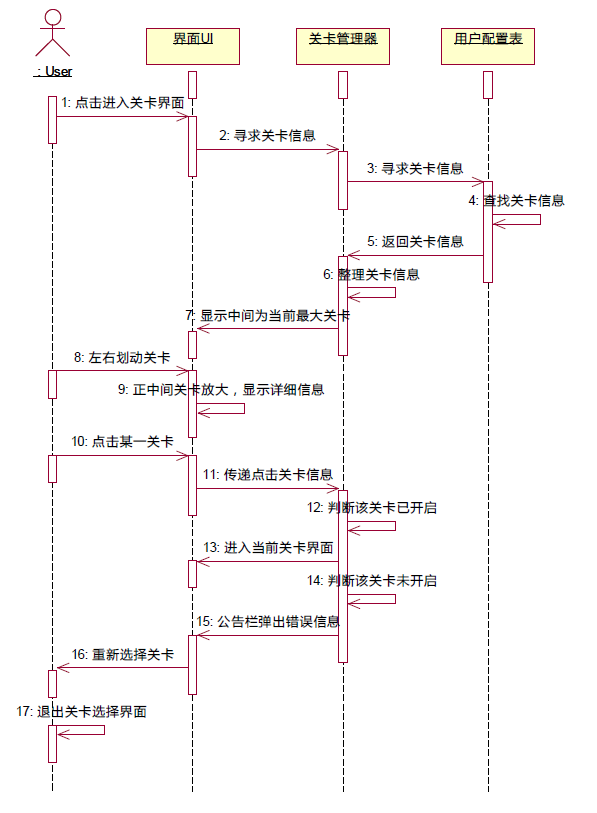 界面UI
关卡管理器
用户配置表
: User
1: 点击进入关卡界面
2: 寻求关卡信息
3: 寻求关卡信息
4: 查找关卡信息
5: 返回关卡信息
6: 整理关卡信息
7: 显示中间为当前最大关卡
8: 左右划动关卡
9: 正中间关卡放大，显示详细信息
10: 点击某一关卡
11: 传递点击关卡信息
12: 判断该关卡已开启
13: 进入当前关卡界面
14: 判断该关卡未开启
15: 公告栏弹出错误信息
16: 重新选择关卡
17: 退出关卡选择界面